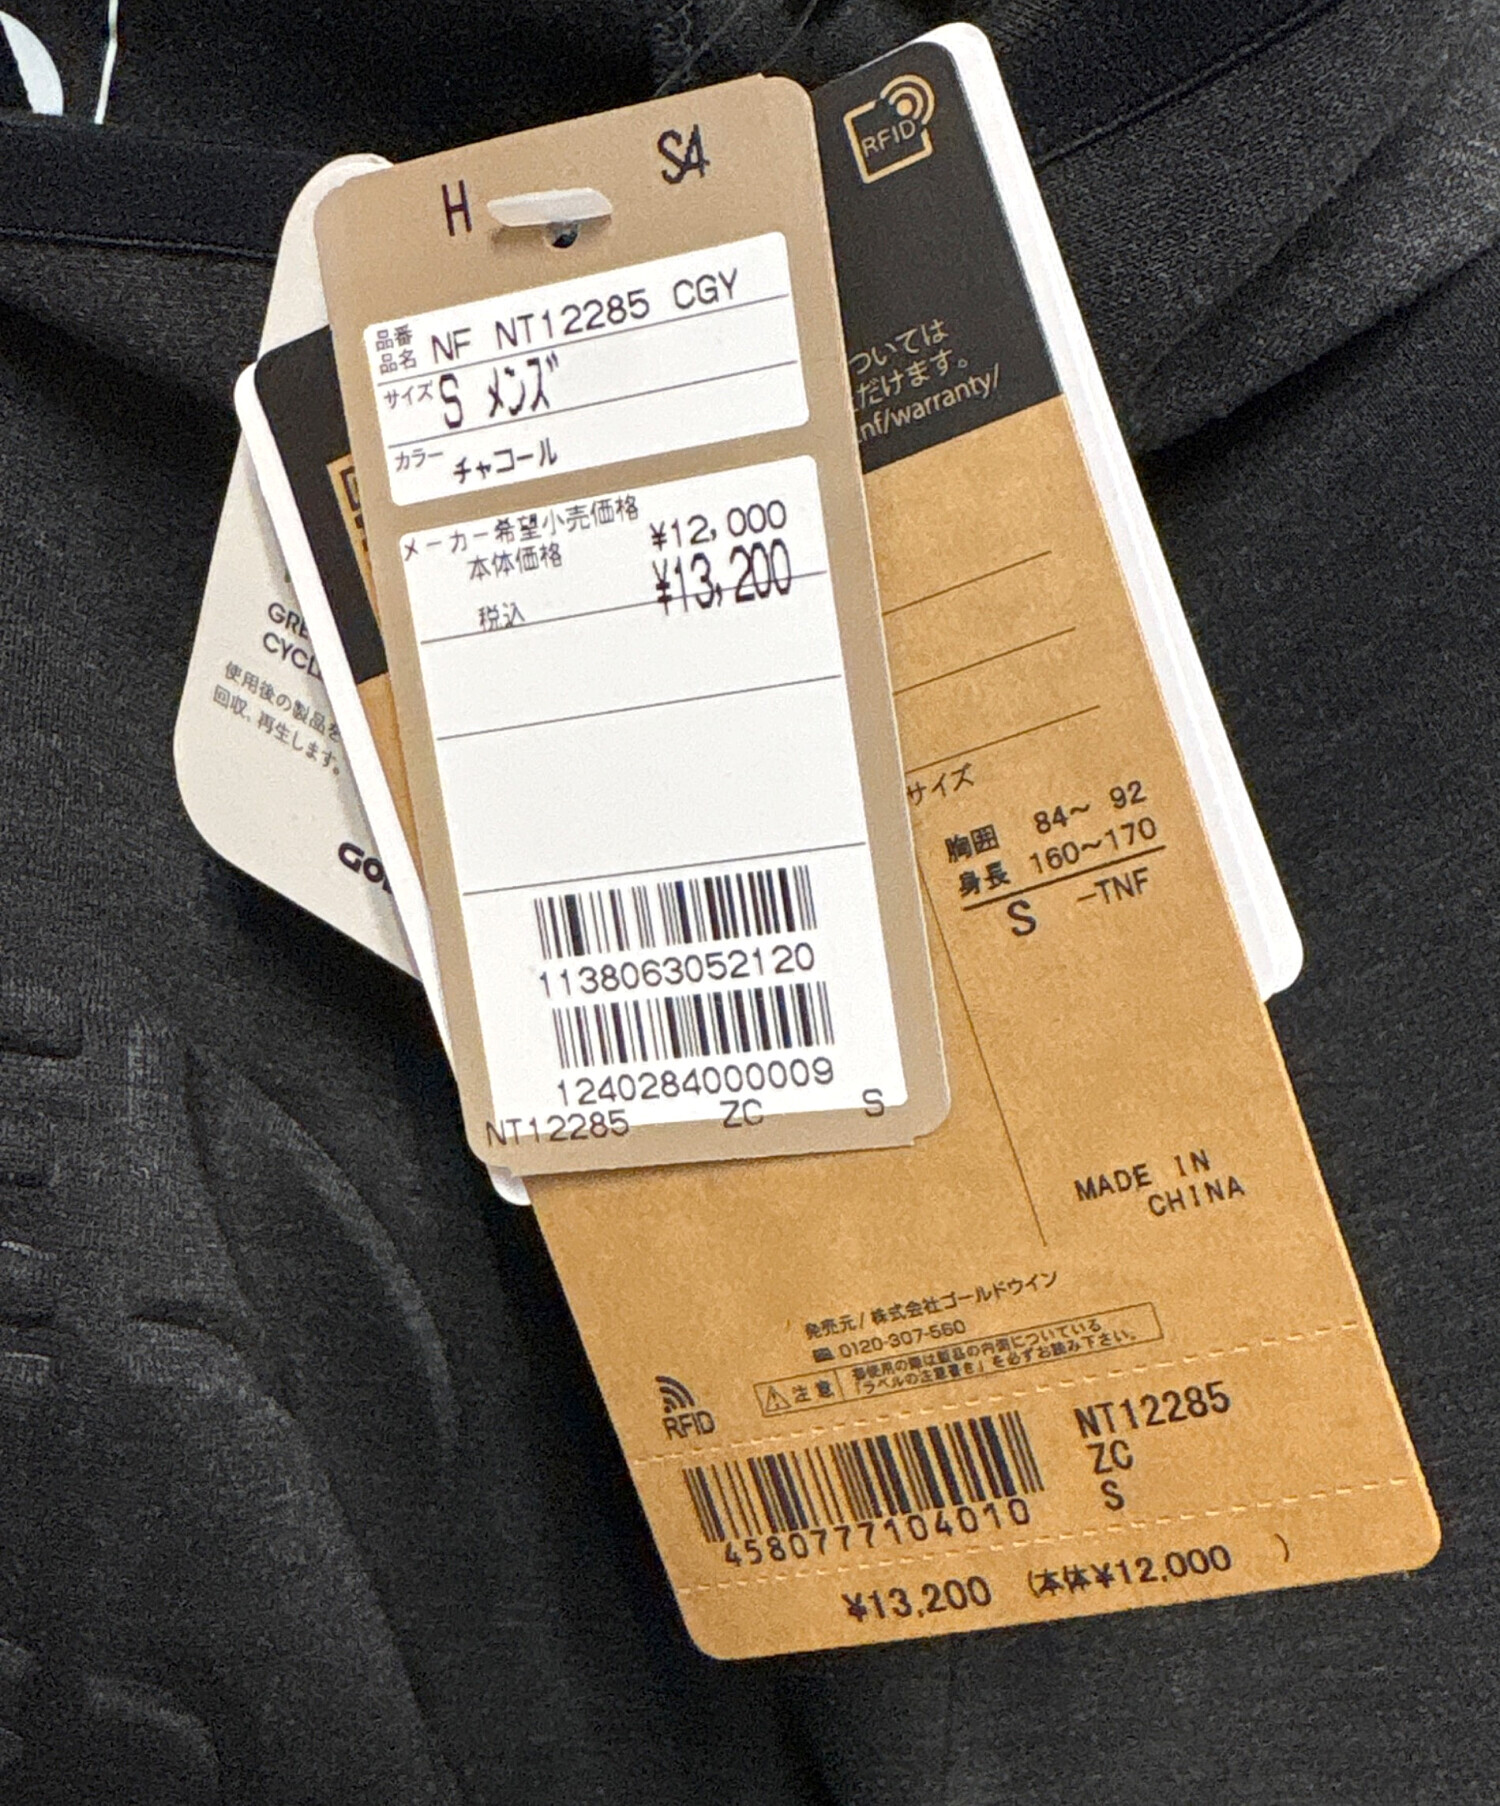 H S4
品番
品名 NF NT12285 CGY
サイズ S メンズ
カラー チャコール
メーカー希望小売価格
本体価格 ¥12,000
税込 ¥13,200
1138063052120
1240284000009
NT12285 ZC S
RFID
ついては
だけます。
nf/warranty/
サイズ
胸囲 84～ 92
身長 160～170
S -TNF
MADE IN
CHINA
発売元/株式会社ゴールドウイン
0120-307-560
注意
御使用の際は製品の内側についている
「ラベルの注意書き」を必ずお読み下さい。
RFID
NT12285
ZC
S
4580777104010
¥13,200 (本体¥12,000 )
使用後の製品を
回収、再生します。